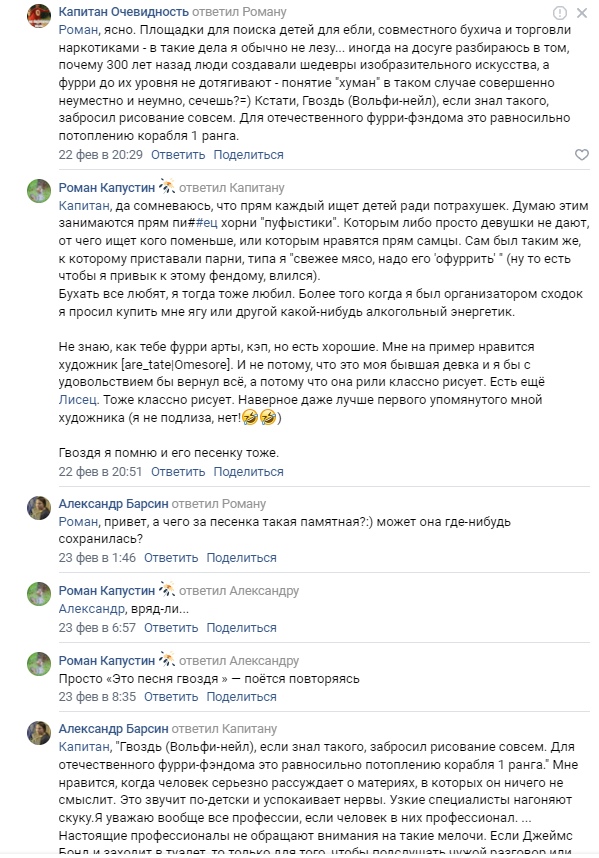 Капитан Очевидность ответил Роману
Роман, ясно. Площадки для поиска детей для ебли, совместного бухича и торговли
наркотиками - в такие дела я обычно не лезу... иногда на досуге разбираюсь в том,
почему 300 лет назад люди создавали шедевры изобразительного искусства, а
фурри до их уровня не дотягивают - понятие "хуман" в таком случае совершенно
неуместно и неумно, сечешь?=) Кстати, Гвоздь (Вольфи-нейл), если знал такого,
забросил рисование совсем. Для отечественного фурри-фэндома это равносильно
потоплению корабля 1 ранга.
22 фев в 20:29 Ответить Поделиться
Роман Капустин ответил Капитану
Капитан, да сомневаюсь, что прям каждый ищет детей ради потрахушек. Думаю этим
занимаются прям пи##ец хорни "пуфыстики". Которым либо просто девушки не дают,
от чего ищет кого поменьше, или которым нравятся прям самцы. Сам был таким же,
к которому приставали парни, типа я "свежее мясо, надо его 'офуррить' " (ну то есть
чтобы я привык к этому фендому, влился).
Бухать все любят, я тогда тоже любил. Более того когда я был организатором сходок
я просил купить мне ягу или другой какой-нибудь алкогольный энергетик.
Не знаю, как тебе фурри арты, кэп, но есть хорошие. Мне на пример нравится
художник [are_tate|Omesore]. И не потому, что это моя бывшая девка и я бы с
удовольствием бы вернул всё, а потому что она рили классно рисует. Есть ещё
Лисец. Тоже классно рисует. Наверное даже лучше первого упомянутого мной
художника (я не подлиза, нет!🤣🤣)
Гвоздя я помню и его песенку тоже.
22 фев в 20:51 Ответить Поделиться
Александр Барсин ответил Роману
Роман, привет, а чего за песенка такая памятная?:) может она где-нибудь
сохранилась?
23 фев в 1:46 Ответить Поделиться
Роман Капустин ответил Александру
Александр, вряд-ли...
23 фев в 6:57 Ответить Поделиться
Роман Капустин ответил Александру
Просто «Это песня гвоздя » — поётся повторяясь
23 фев в 8:35 Ответить Поделиться
Александр Барсин ответил Капитану
Капитан, "Гвоздь (Вольфи-нейл), если знал такого, забросил рисование совсем. Для
отечественного фурри-фэндома это равносильно потоплению корабля 1 ранга." Мне
нравится, когда человек серьезно рассуждает о материях, в которых он ничего не
смыслит. Это звучит по-детски и успокаивает нервы. Узкие специалисты нагоняют
скуку.Я уважаю вообще все профессии, если человек в них профессионал. ...
Настоящие профессионалы не обращают внимания на такие мелочи. Если Джеймс
Бонд и заходит в туалет, то только для того, чтобы подслушать чужой разговор или